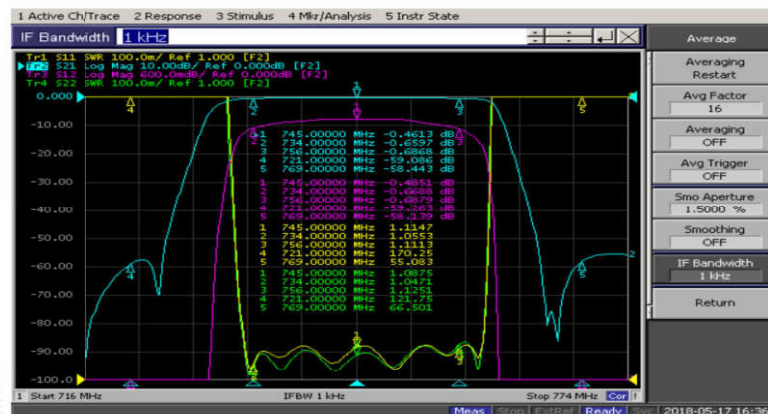 1 Active Ch/Trace 2 Response 3 Stimulus 4 Mkr/Analysis 5 Instr State
IF Bandwidth 1 kHz
Tr1 S11 SWR 100.0m/ Ref 1.000 [F2]
Tr2 S21 Log Mag 10.00dB/ Ref 0.000dB [F2]
Tr3 S12 Log Mag 600.0mdB/ Ref 0.000dB [F2]
Tr4 S22 SWR 100.0m/ Ref 1.000 [F2]
0.000
-10.00
-20.00
-30.00
-40.00
-50.00
-60.00
-70.00
-80.00
-90.00
-100.0
1 745.00000 MHz -0.4613 dB
2 734.00000 MHz -0.6597 dB
3 756.00000 MHz -0.6868 dB
4 721.00000 MHz -59.086 dB
5 769.00000 MHz -58.443 dB
1 745.00000 MHz -0.4851 dB
2 734.00000 MHz -0.6688 dB
3 756.00000 MHz -0.6879 dB
4 721.00000 MHz -59.263 dB
5 769.00000 MHz -58.139 dB
1 745.00000 MHz 1.1147
2 734.00000 MHz 1.0553
3 756.00000 MHz 1.1113
4 721.00000 MHz 170.25
5 769.00000 MHz 55.083
1 745.00000 MHz 1.0875
2 734.00000 MHz 1.0471
3 756.00000 MHz 1.1251
4 721.00000 MHz 121.75
5 769.00000 MHz 66.501
1 Start 716 MHz IFBW 1 kHz Stop 774 MHz Cor !
Meas Stop ExtRef Ready Svc 2018-05-17 16:36
Average
Averaging
Restart
Avg Factor
16
Averaging
OFF
Avg Trigger
OFF
Smo Aperture
1.5000 %
Smoothing
OFF
IF Bandwidth
1 kHz
Return